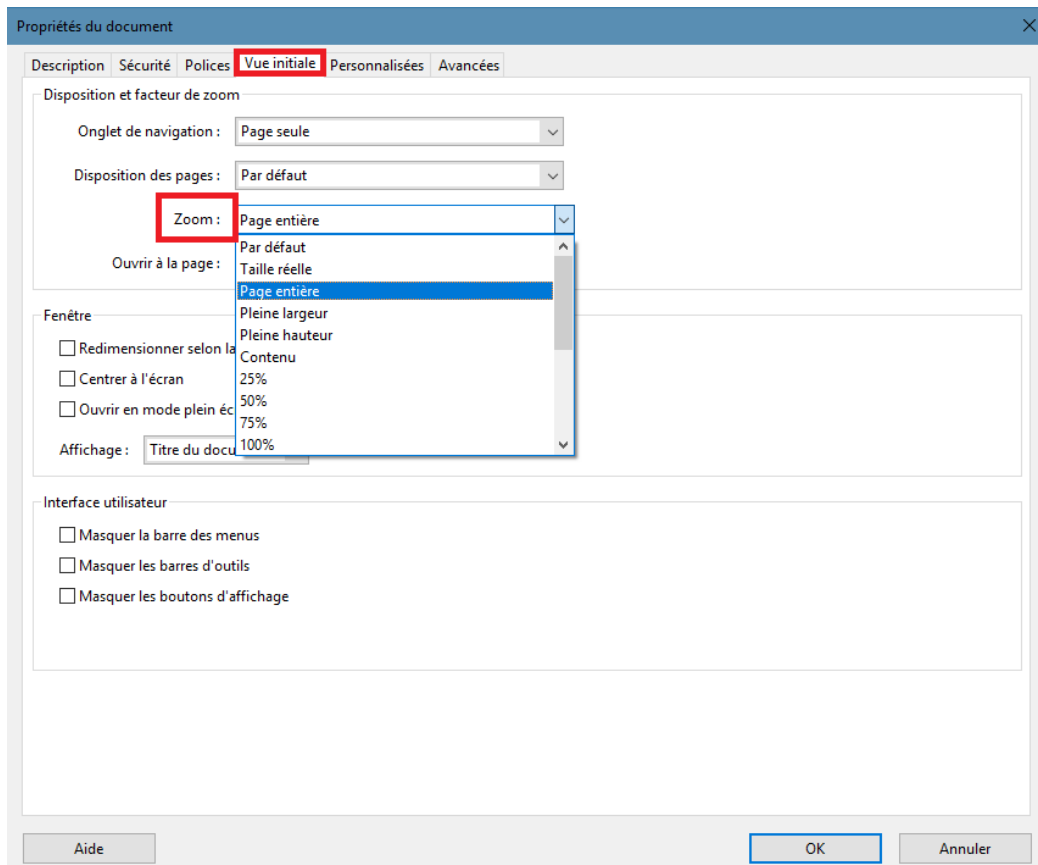 Propriétés du document
Description Sécurité Polices Vue initiale Personnalisées Avancées
Disposition et facteur de zoom
Onglet de navigation : Page seule
Disposition des pages : Par défaut
Zoom : Page entière
Par défaut
Ouvrir à la page : Taille réelle
Page entière
Pleine largeur
Fenêtre
Pleine hauteur
Redimensionner selon la
Contenu
Centrer à l'écran 25%
50%
Ouvrir en mode plein éc
75%
Affichage : Titre du docu 100%
Interface utilisateur
Masquer la barre des menus
Masquer les barres d'outils
Masquer les boutons d'affichage
Aide OK Annuler